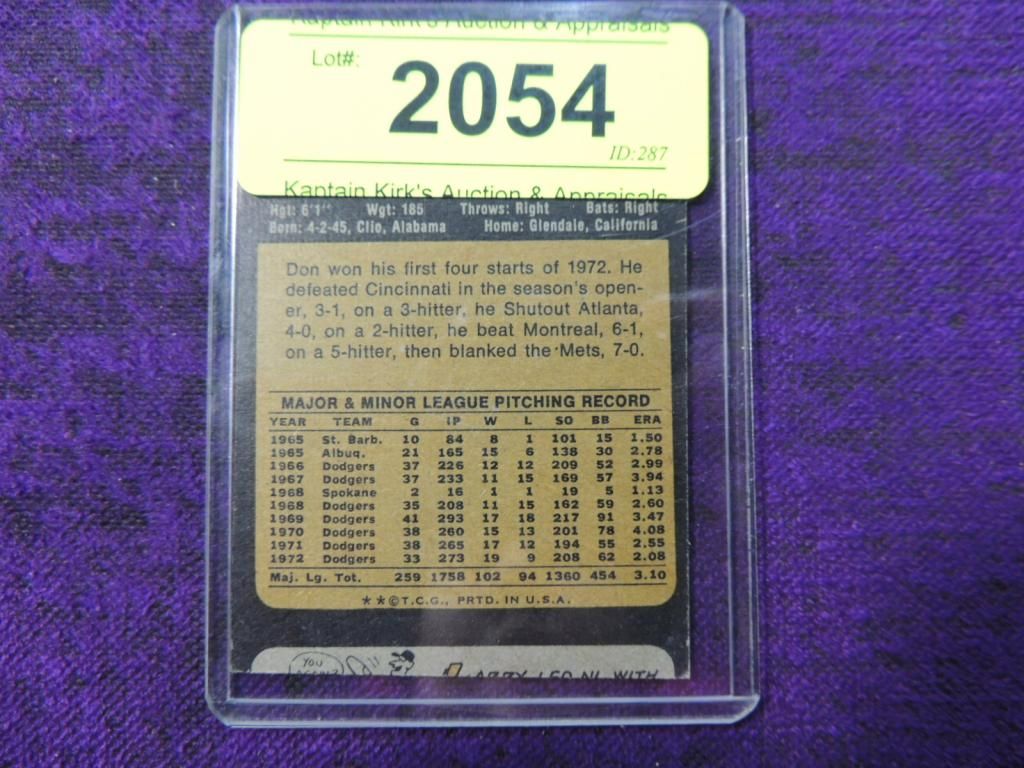 Kaptain Kirk's Auction & Appraisals
Lot#:
2054
ID:287
Kaptain Kirk's Auction & Appraisals
Hgt: 6'1" Wgt: 185 Throws: Right Bats: Right
Born: 4-2-45, Clio, Alabama Home: Glendale, California
Don won his first four starts of 1972. He
defeated Cincinnati in the season's open-
er, 3-1, on a 3-hitter, he Shutout Atlanta,
4-0, on a 2-hitter, he beat Montreal, 6-1,
on a 5-hitter, then blanked the Mets, 7-0.
MAJOR & MINOR LEAGUE PITCHING RECORD
YEAR TEAM G IP W L SO BB ERA
1965 St. Barb. 10 84 8 1 101 15 1.50
1965 Albuq. 21 165 15 6 138 30 2.78
1966 Dodgers 37 226 12 12 209 52 2.99
1967 Dodgers 37 233 11 15 169 57 3.94
1968 Spokane 2 16 1 1 19 5 1.13
1968 Dodgers 35 208 11 15 162 59 2.60
1969 Dodgers 41 293 17 18 217 91 3.47
1970 Dodgers 38 260 15 13 201 78 4.08
1971 Dodgers 38 265 17 12 194 55 2.55
1972 Dodgers 33 273 19 9 208 62 2.08
Maj. Lg. Tot. 259 1758 102 94 1360 454 3.10
**©T.C.G., PRTD. IN U.S.A.
YOU
WITH